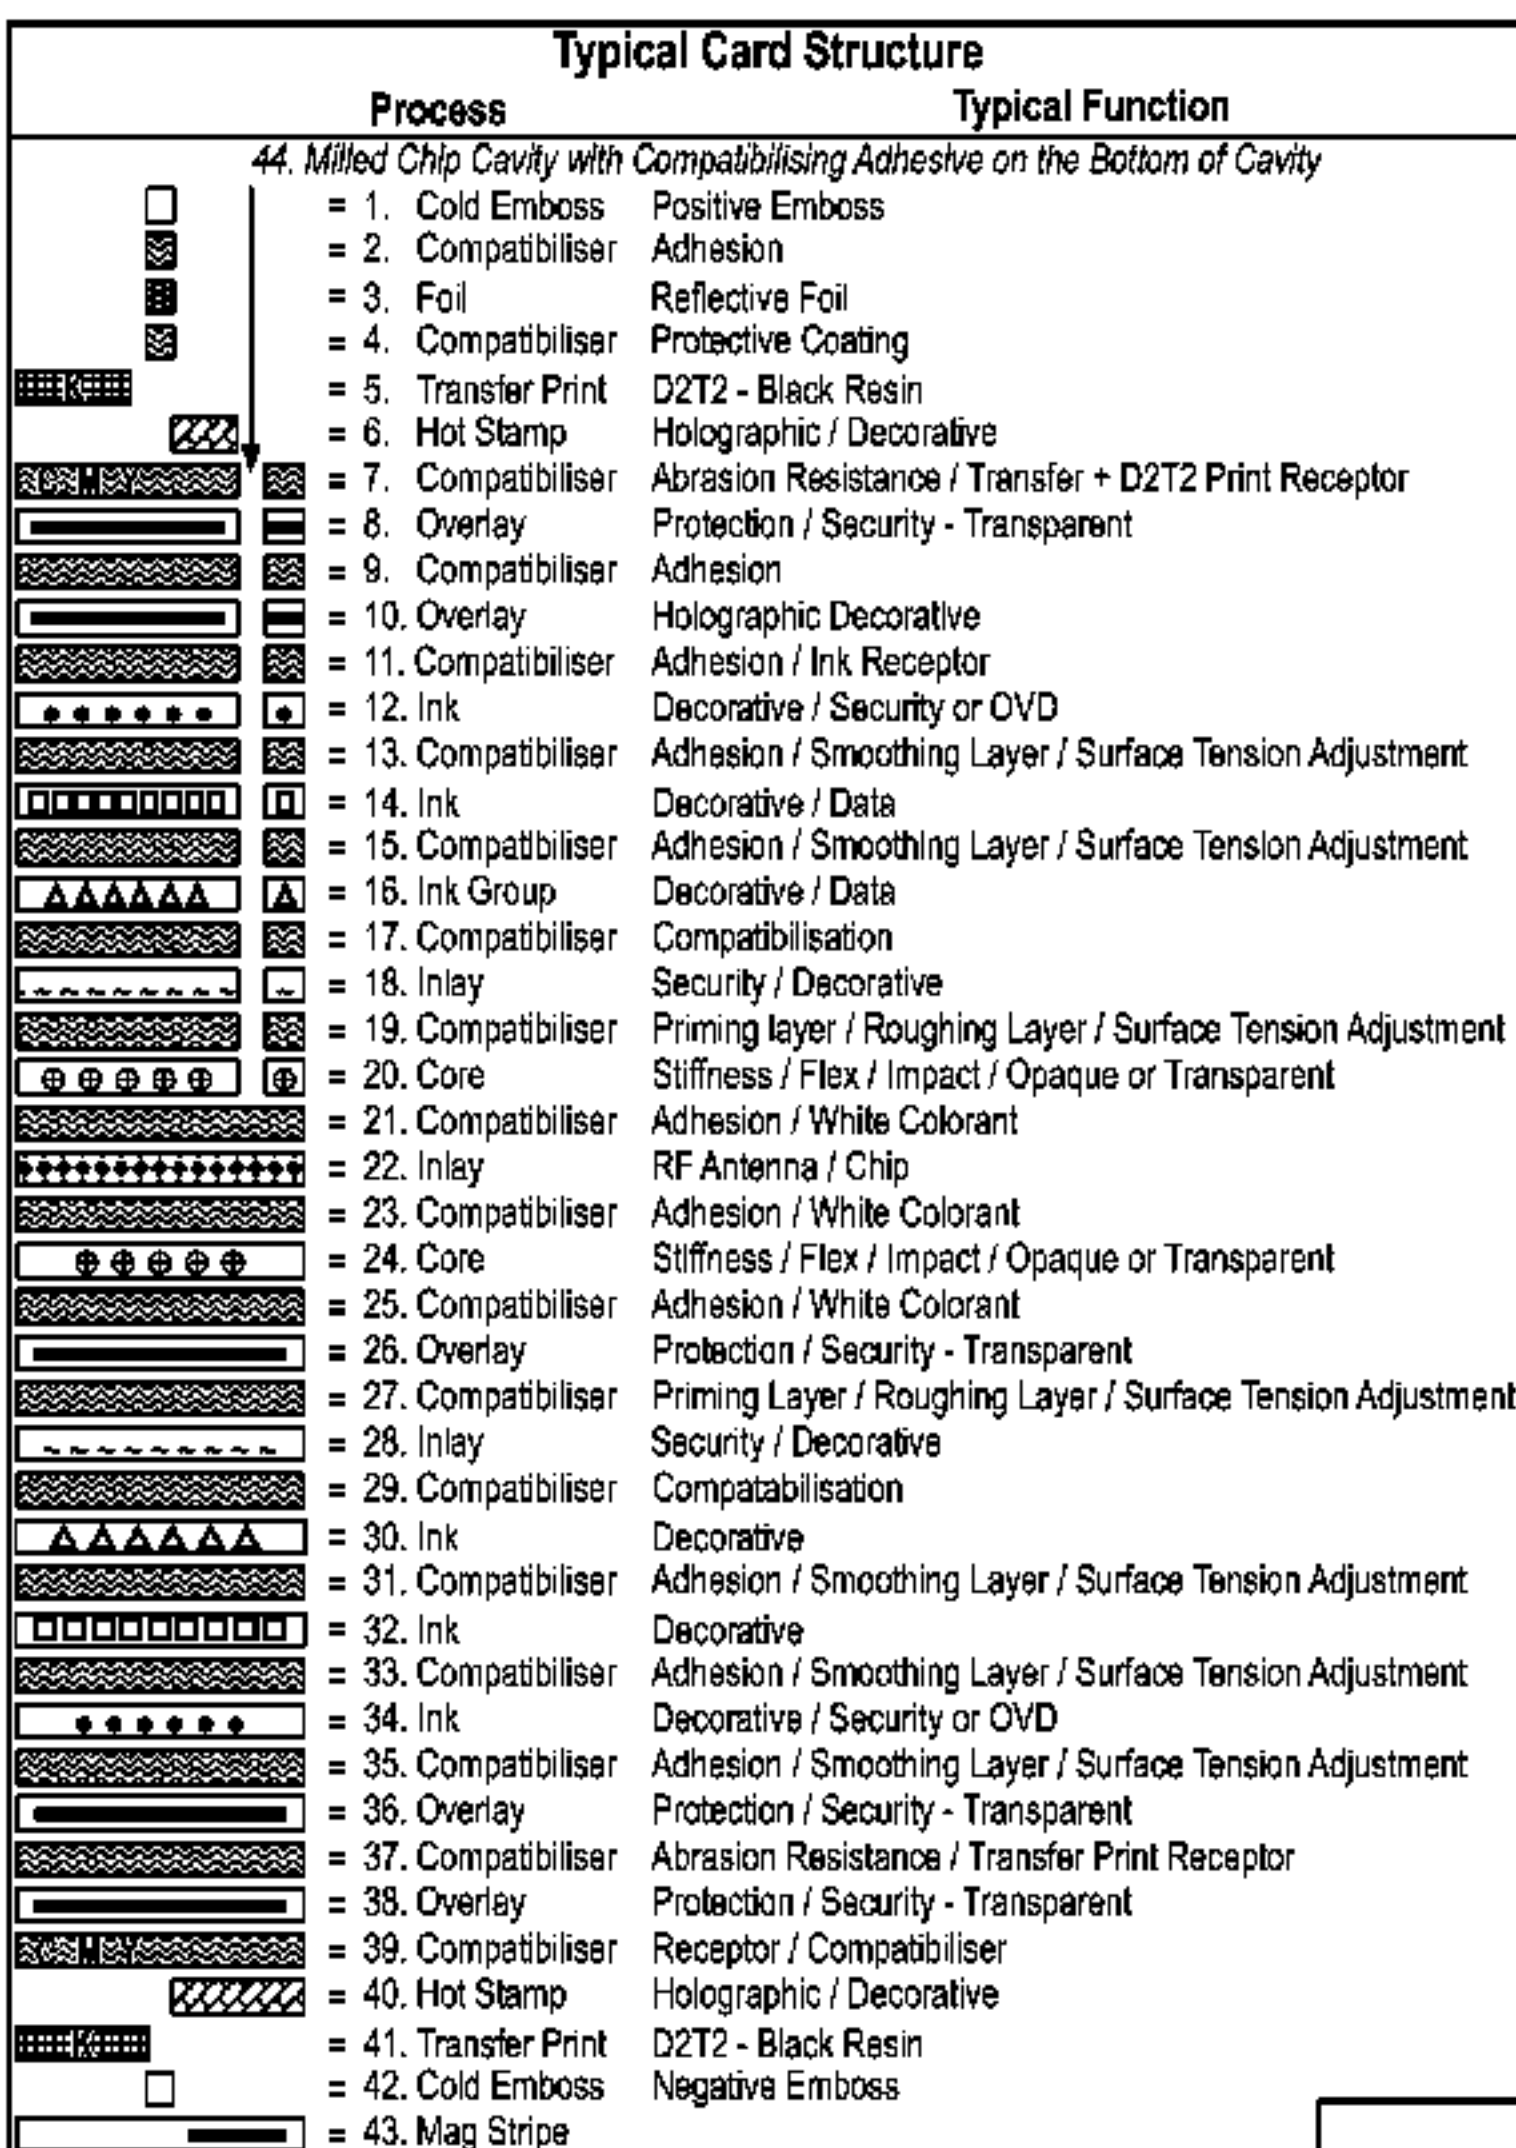 Typical Card Structure
Process Typical Function
44. Milled Chip Cavity with Compatibilising Adhesive on the Bottom of Cavity
= 1. Cold Emboss Positive Emboss
= 2. Compatibiliser Adhesion
= 3. Foil Reflective Foil
= 4. Compatibiliser Protective Coating
K = 5. Transfer Print D2T2 - Black Resin
= 6. Hot Stamp Holographic / Decorative
C M Y = 7. Compatibiliser Abrasion Resistance / Transfer + D2T2 Print Receptor
= 8. Overlay Protection / Security - Transparent
= 9. Compatibiliser Adhesion
= 10. Overlay Holographic Decorative
= 11. Compatibiliser Adhesion / Ink Receptor
= 12. Ink Decorative / Security or OVD
= 13. Compatibiliser Adhesion / Smoothing Layer / Surface Tension Adjustment
= 14. Ink Decorative / Data
= 15. Compatibiliser Adhesion / Smoothing Layer / Surface Tension Adjustment
= 16. Ink Group Decorative / Data
= 17. Compatibiliser Compatibilisation
= 18. Inlay Security / Decorative
= 19. Compatibiliser Priming layer / Roughing Layer / Surface Tension Adjustment
= 20. Core Stiffness / Flex / Impact / Opaque or Transparent
= 21. Compatibiliser Adhesion / White Colorant
= 22. Inlay RF Antenna / Chip
= 23. Compatibiliser Adhesion / White Colorant
= 24. Core Stiffness / Flex / Impact / Opaque or Transparent
= 25. Compatibiliser Adhesion / White Colorant
= 26. Overlay Protection / Security - Transparent
= 27. Compatibiliser Priming Layer / Roughing Layer / Surface Tension Adjustment
= 28. Inlay Security / Decorative
= 29. Compatibiliser Compatabilisation
= 30. Ink Decorative
= 31. Compatibiliser Adhesion / Smoothing Layer / Surface Tension Adjustment
= 32. Ink Decorative
= 33. Compatibiliser Adhesion / Smoothing Layer / Surface Tension Adjustment
= 34. Ink Decorative / Security or OVD
= 35. Compatibiliser Adhesion / Smoothing Layer / Surface Tension Adjustment
= 36. Overlay Protection / Security - Transparent
= 37. Compatibiliser Abrasion Resistance / Transfer Print Receptor
= 38. Overlay Protection / Security - Transparent
C M Y = 39. Compatibiliser Receptor / Compatibiliser
= 40. Hot Stamp Holographic / Decorative
K = 41. Transfer Print D2T2 - Black Resin
= 42. Cold Emboss Negative Emboss
= 43. Mag Stripe